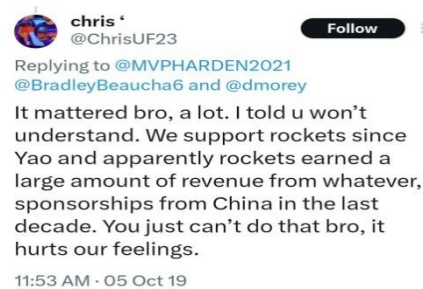 chris ‘
@ChrisUF23
Follow
Replying to @MVPHARDEN2021
@BradleyBeaucha6 and @dmorey
It mattered bro, a lot. I told u won’t
understand. We support rockets since
Yao and apparently rockets earned a
large amount of revenue from whatever,
sponsorships from China in the last
decade. You just can’t do that bro, it
hurts our feelings.
11:53 AM · 05 Oct 19